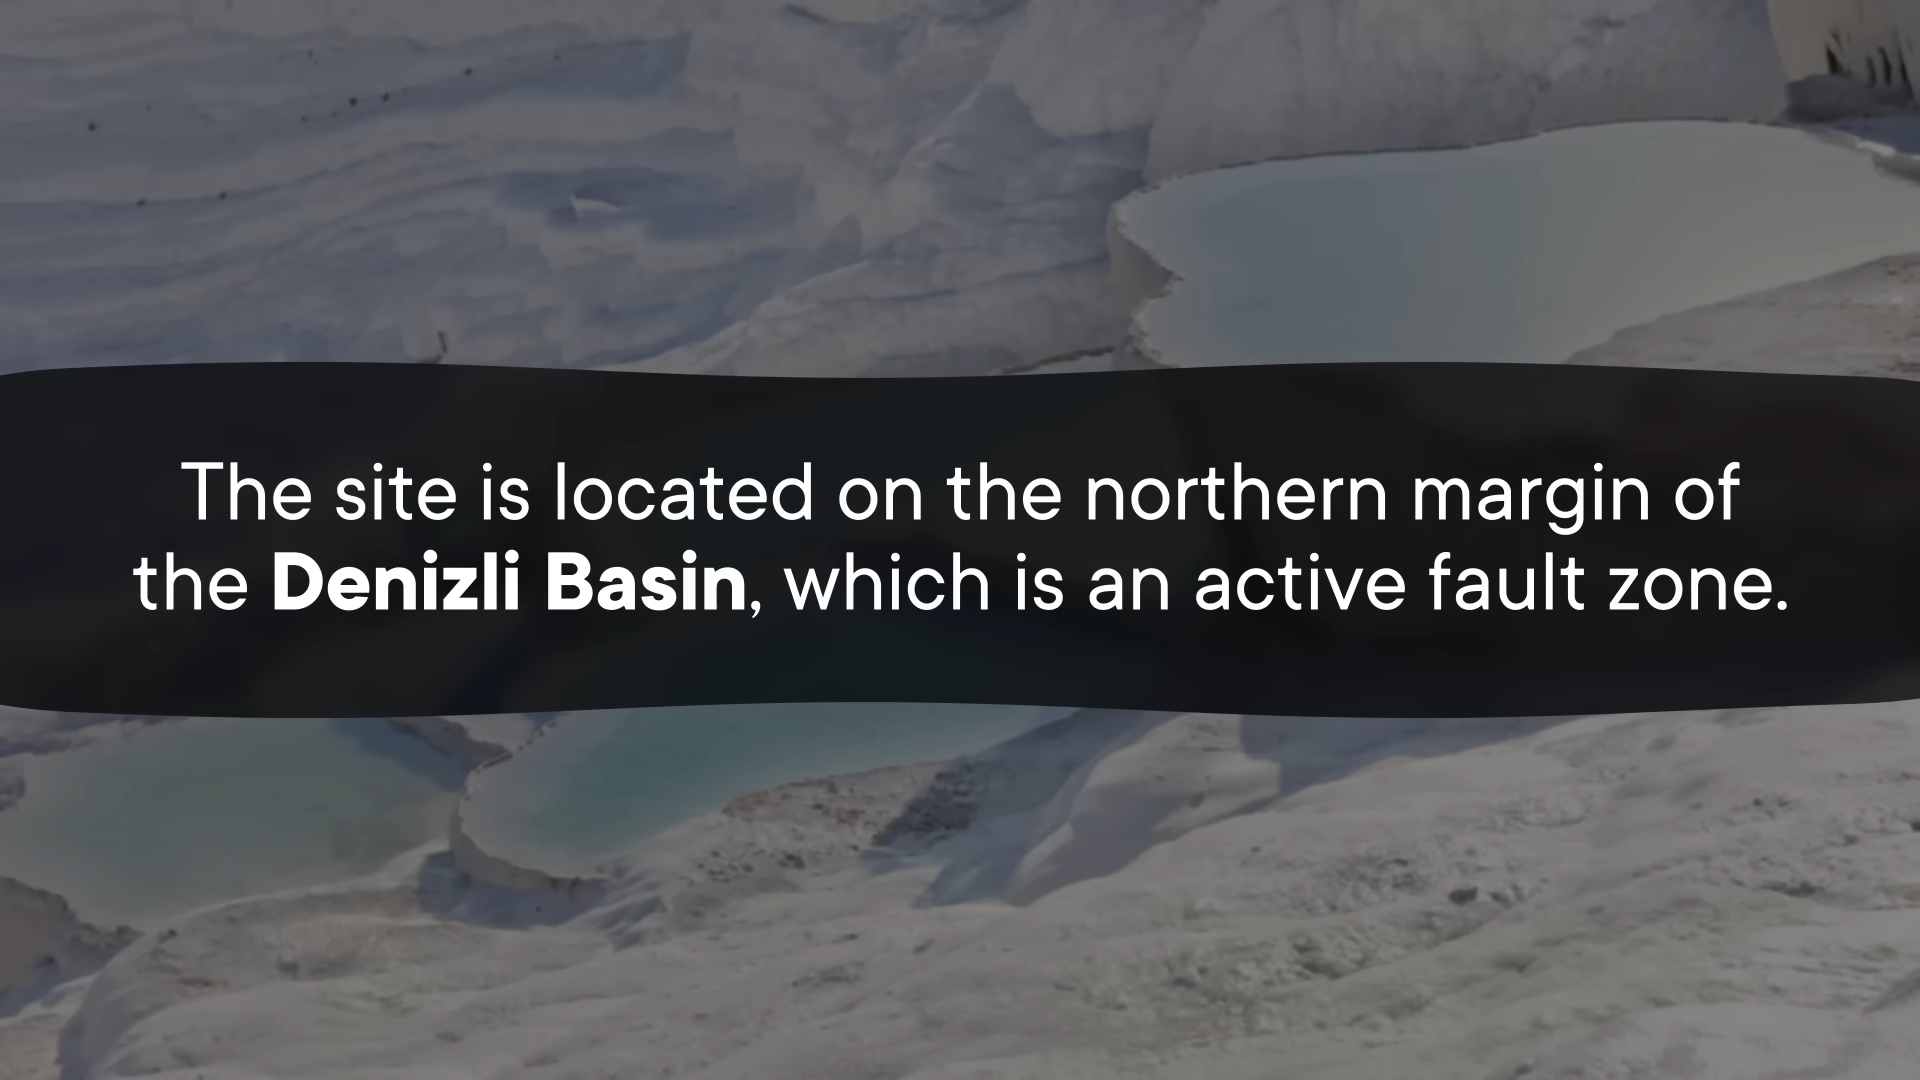 The site is located on the northern margin of
the Denizli Basin, which is an active fault zone.